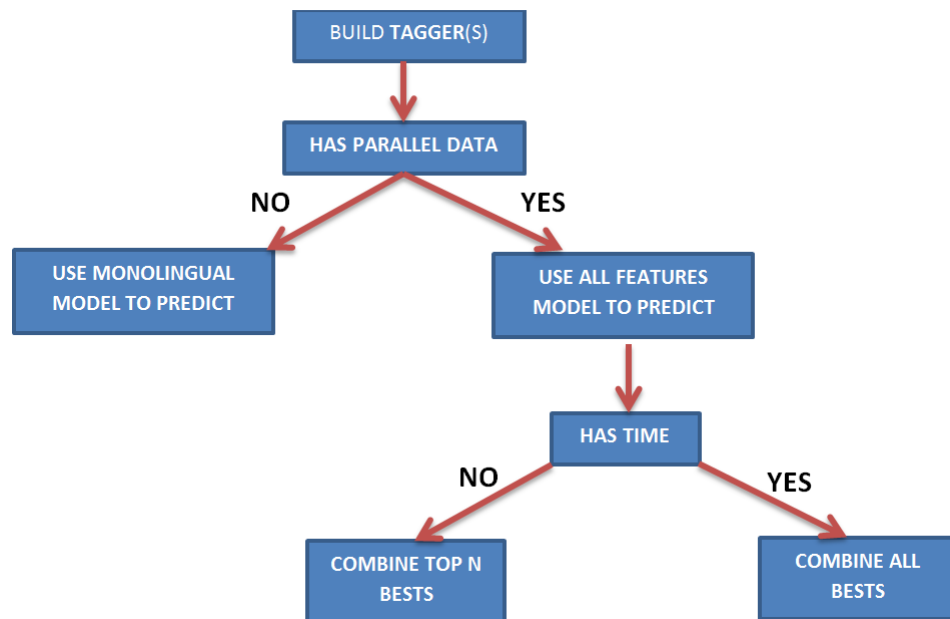 BUILD TAGGER(S)
HAS PARALLEL DATA
NO
YES
USE MONOLINGUAL
MODEL TO PREDICT
USE ALL FEATURES
MODEL TO PREDICT
HAS TIME
NO
YES
COMBINE TOP N
BESTS
COMBINE ALL
BESTS